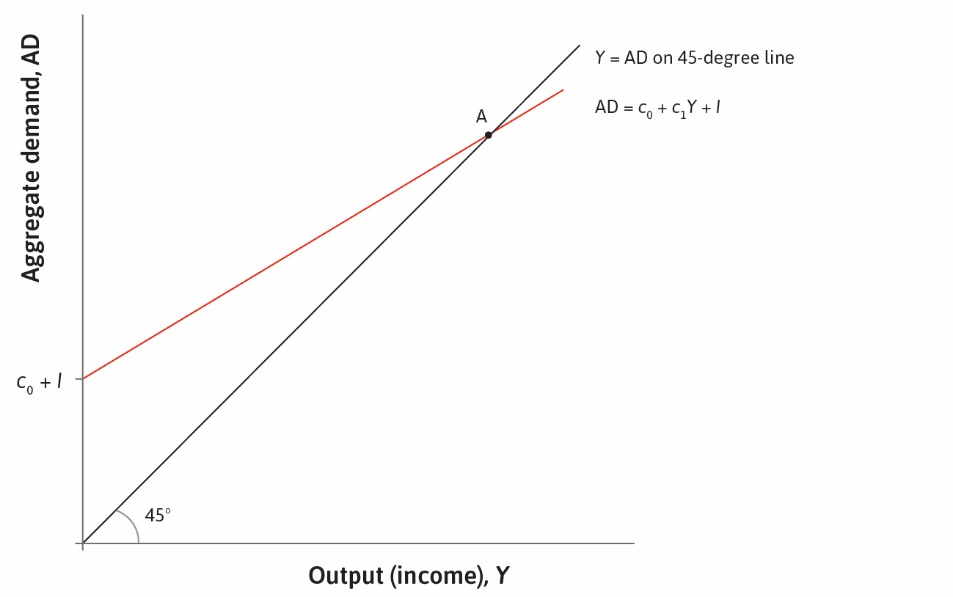 Aggregate demand, AD
Y = AD on 45-degree line
AD = c₀ + c₁Y + I
A
c₀ + I
45°
Output (income), Y